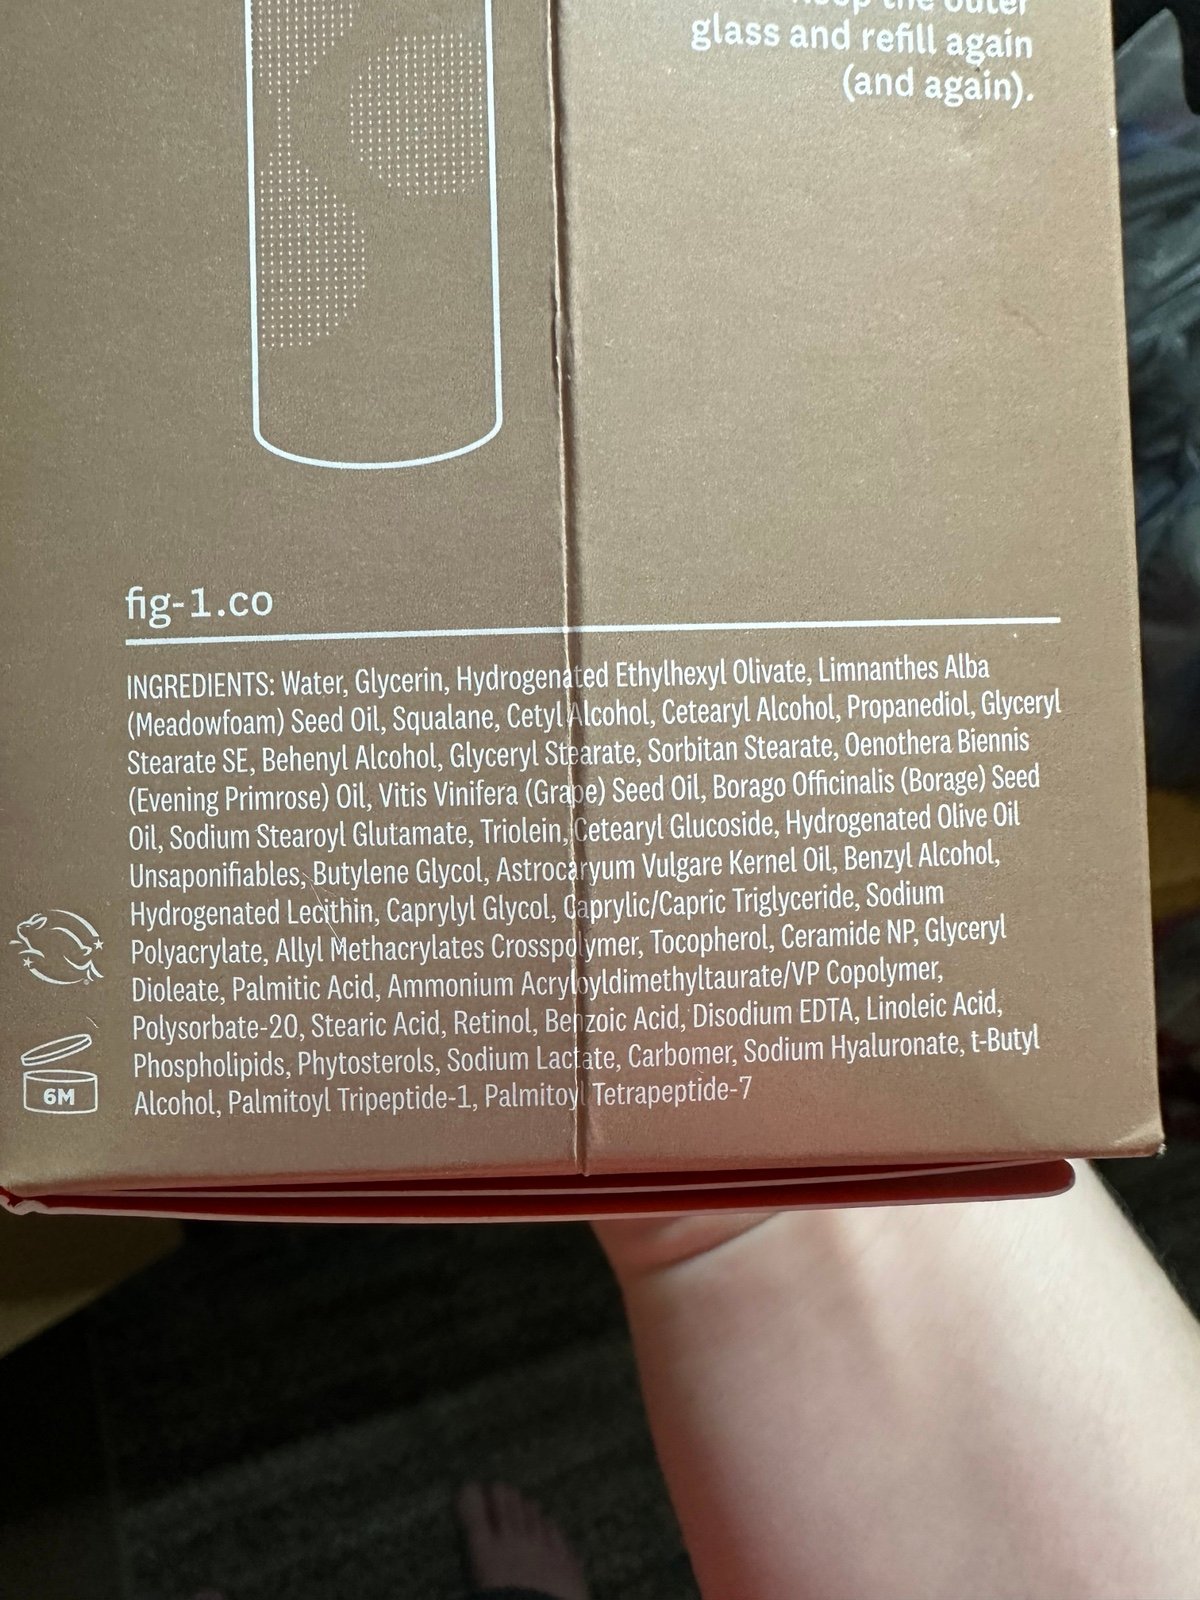 glass and refill again
(and again).
fig-1.co
INGREDIENTS: Water, Glycerin, Hydrogenated Ethylhexyl Olivate, Limnanthes Alba
(Meadowfoam) Seed Oil, Squalane, Cetyl Alcohol, Cetearyl Alcohol, Propanediol, Glyceryl
Stearate SE, Behenyl Alcohol, Glyceryl Stearate, Sorbitan Stearate, Oenothera Biennis
(Evening Primrose) Oil, Vitis Vinifera (Grape) Seed Oil, Borago Officinalis (Borage) Seed
Oil, Sodium Stearoyl Glutamate, Triolein, Cetearyl Glucoside, Hydrogenated Olive Oil
Unsaponifiables, Butylene Glycol, Astrocaryum Vulgare Kernel Oil, Benzyl Alcohol,
Hydrogenated Lecithin, Caprylyl Glycol, Caprylic/Capric Triglyceride, Sodium
Polyacrylate, Allyl Methacrylates Crosspolymer, Tocopherol, Ceramide NP, Glyceryl
Dioleate, Palmitic Acid, Ammonium Acryloyldimethyltaurate/VP Copolymer,
Polysorbate-20, Stearic Acid, Retinol, Benzoic Acid, Disodium EDTA, Linoleic Acid,
Phospholipids, Phytosterols, Sodium Lactate, Carbomer, Sodium Hyaluronate, t-Butyl
Alcohol, Palmitoyl Tripeptide-1, Palmitoyl Tetrapeptide-7
6M